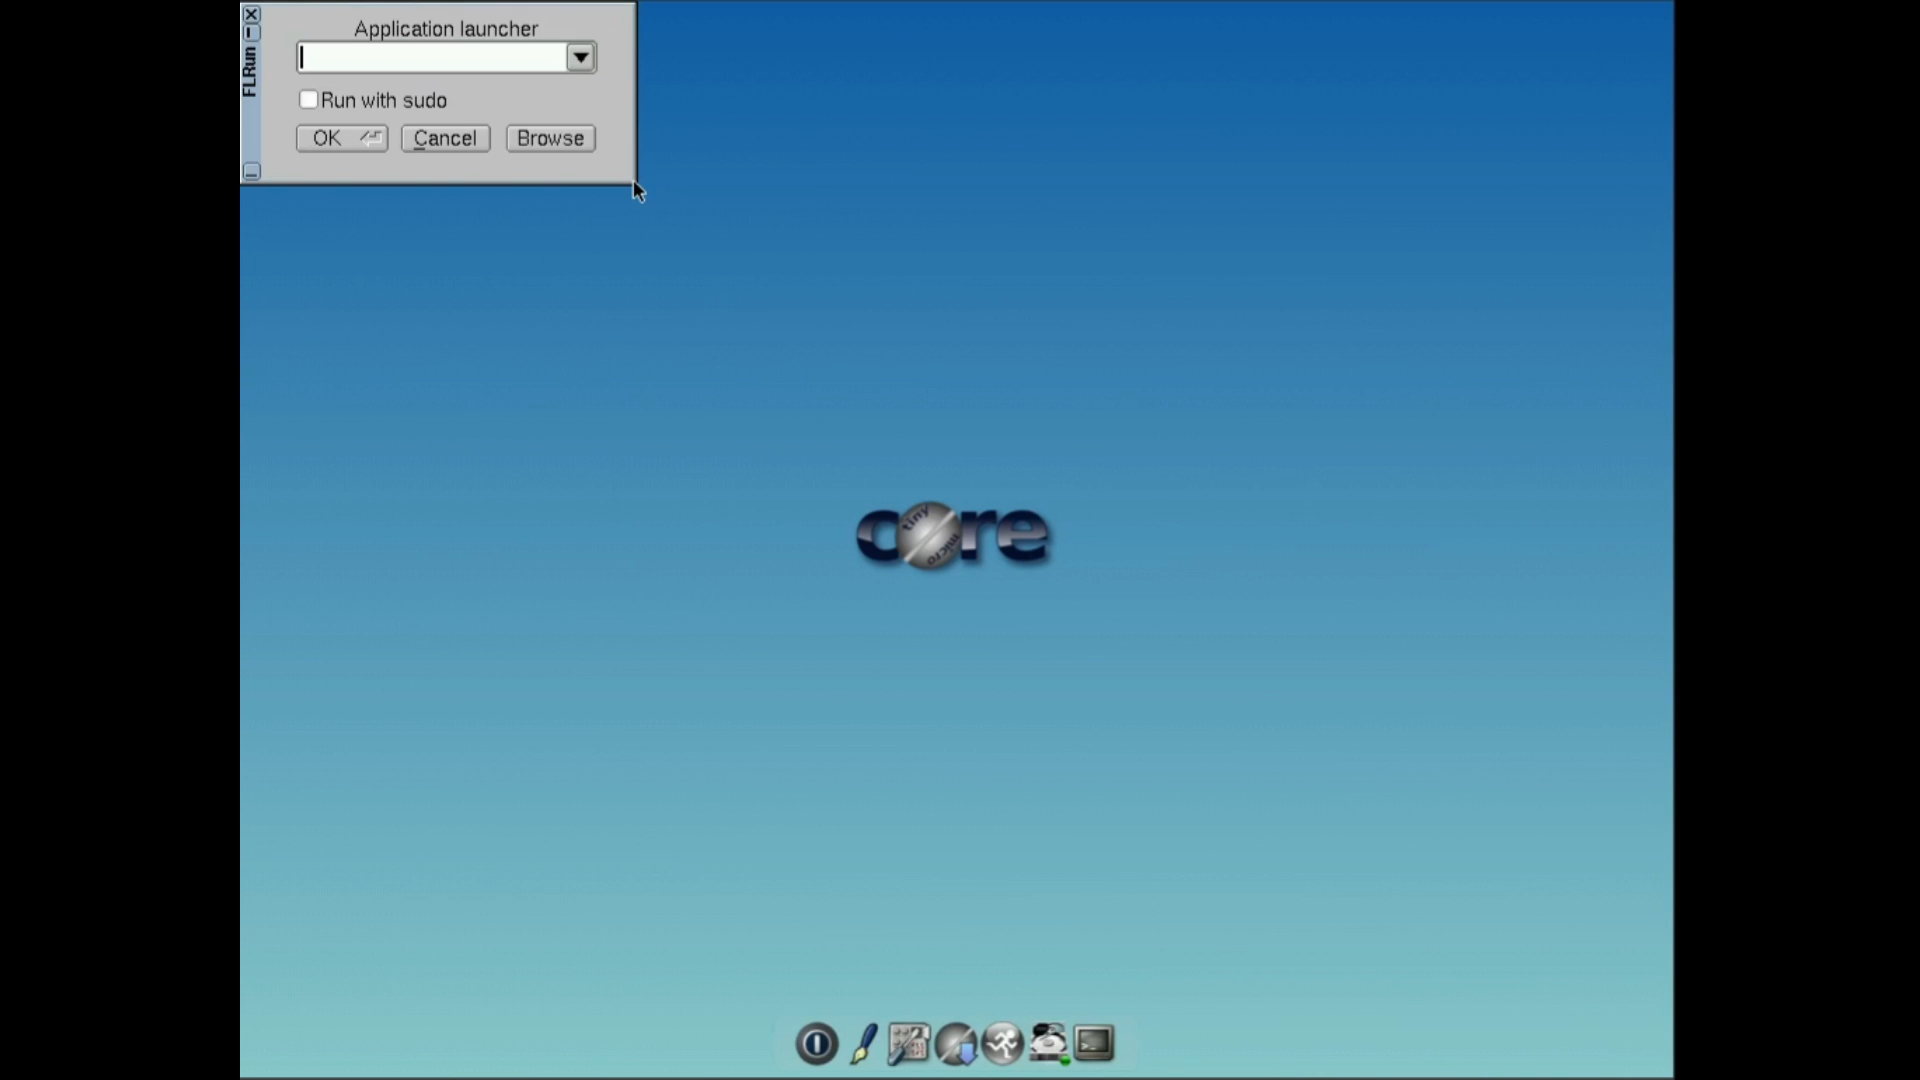 FLRun
Application launcher
Run with sudo
OK
Cancel
Browse
core
tiny
micro